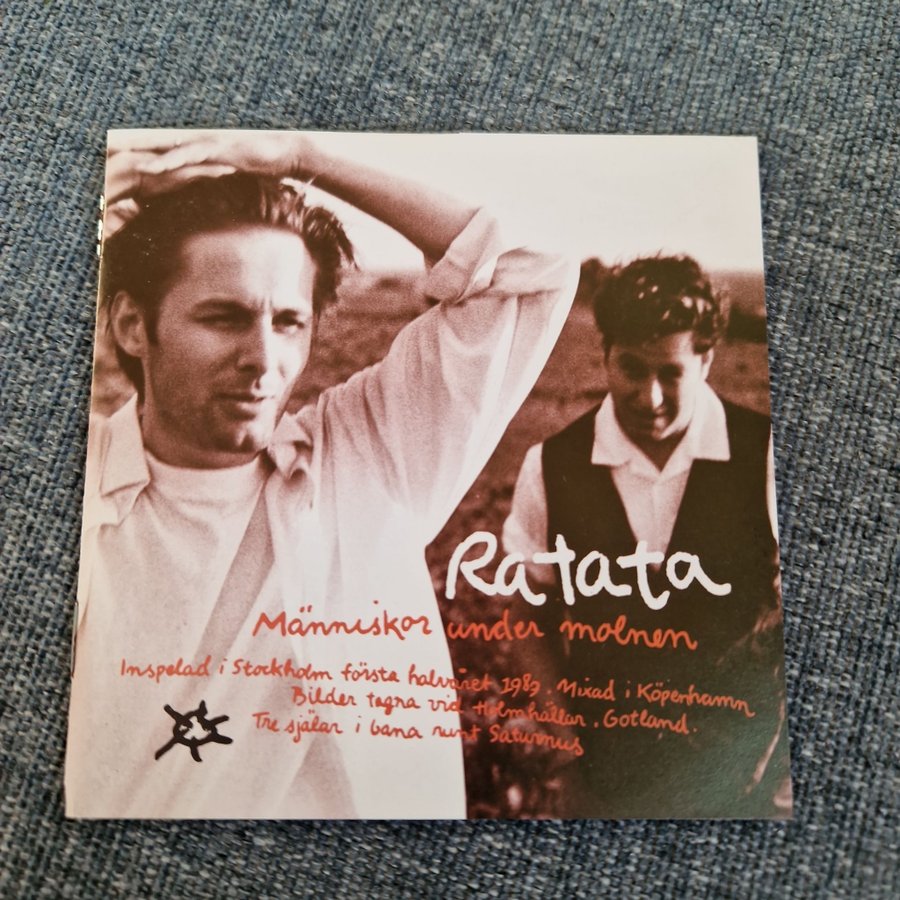 Ratata
Människor under molnen
Inspelad i Stockholm första halvåret 1989. Mixad i Köpenhamn
Bilder tagna vid Holmhällar, Gotland.
Tre själar i bana runt Saturnus